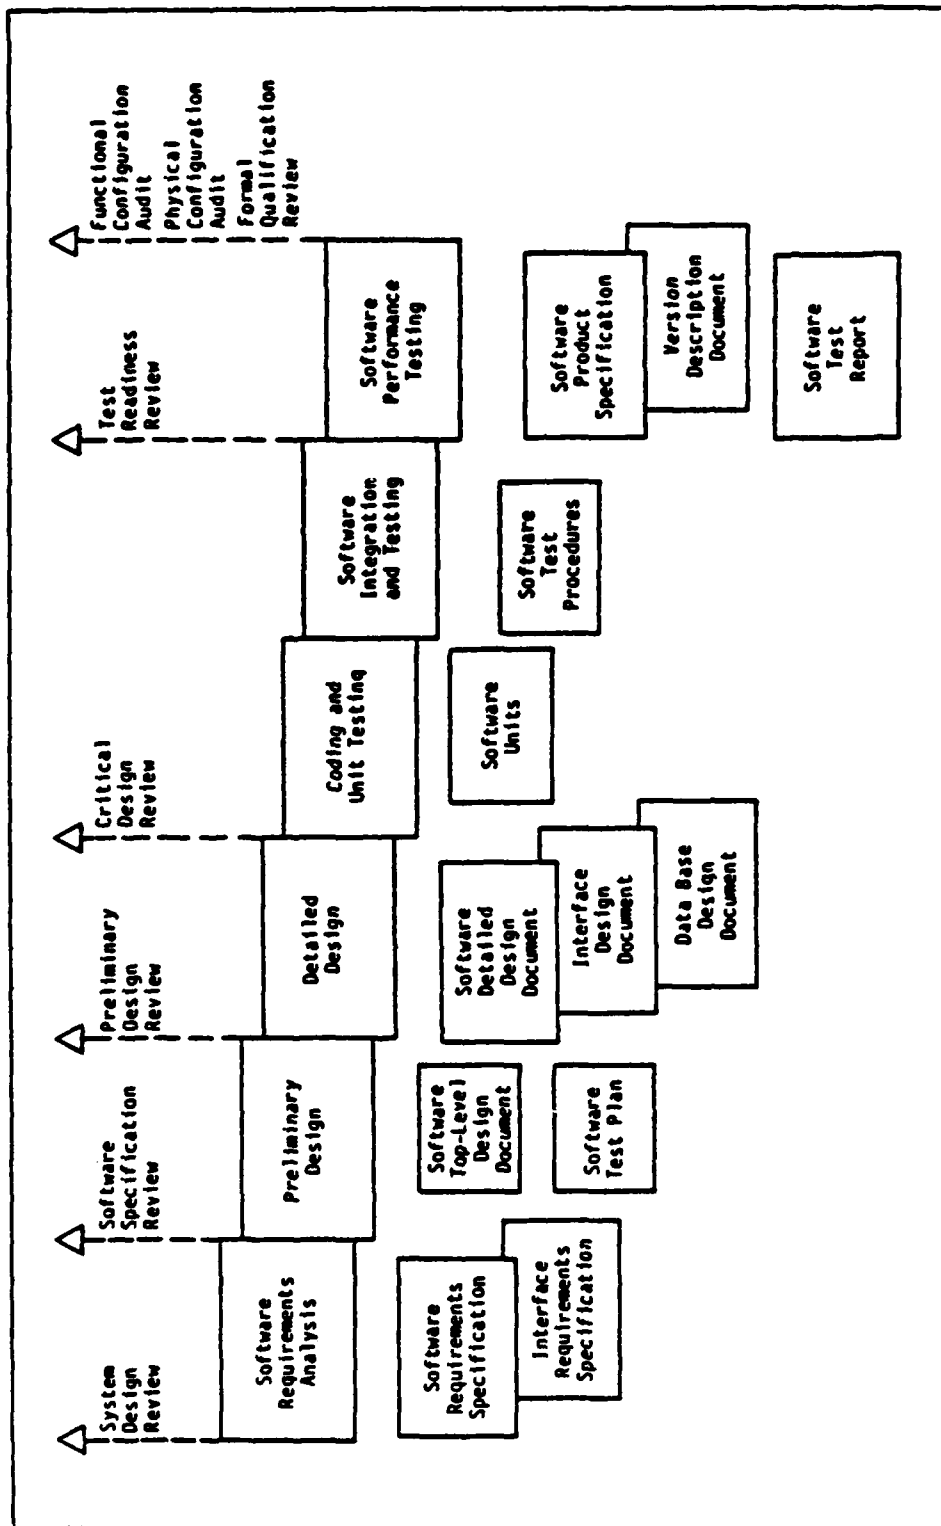 System
Design
Review
Software
Specification
Review
Preliminary
Design
Review
Critical
Design
Review
Test
Readiness
Review
Functional
Configuration
Audit
Physical
Configuration
Audit
Formal
Qualification
Review
Software
Requirements
Analysis
Preliminary
Design
Detailed
Design
Coding and
Unit Testing
Software
Integration
and Testing
Software
Performance
Testing
Software
Requirements
Specification
Interface
Requirements
Specification
Software
Top-Level
Design
Document
Software
Test Plan
Software
Detailed
Design
Document
Interface
Design
Document
Data Base
Design
Document
Software
Units
Software
Test
Procedures
Software
Product
Specification
Version
Description
Document
Software
Test
Report